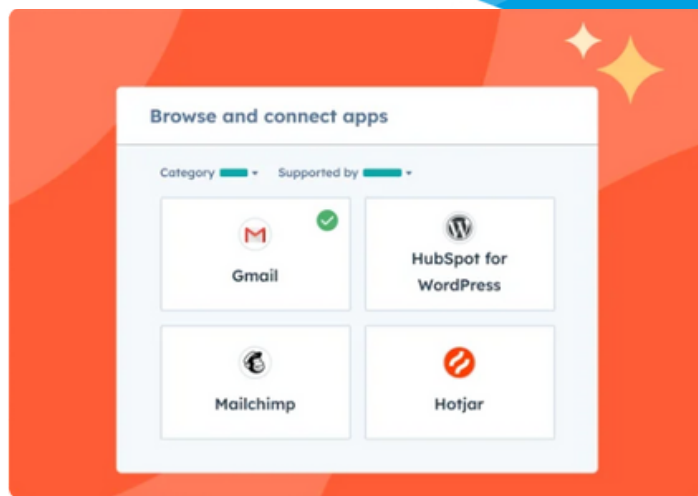 Browse and connect apps
Category Supported by
Gmail
HubSpot for
WordPress
Mailchimp
Hotjar